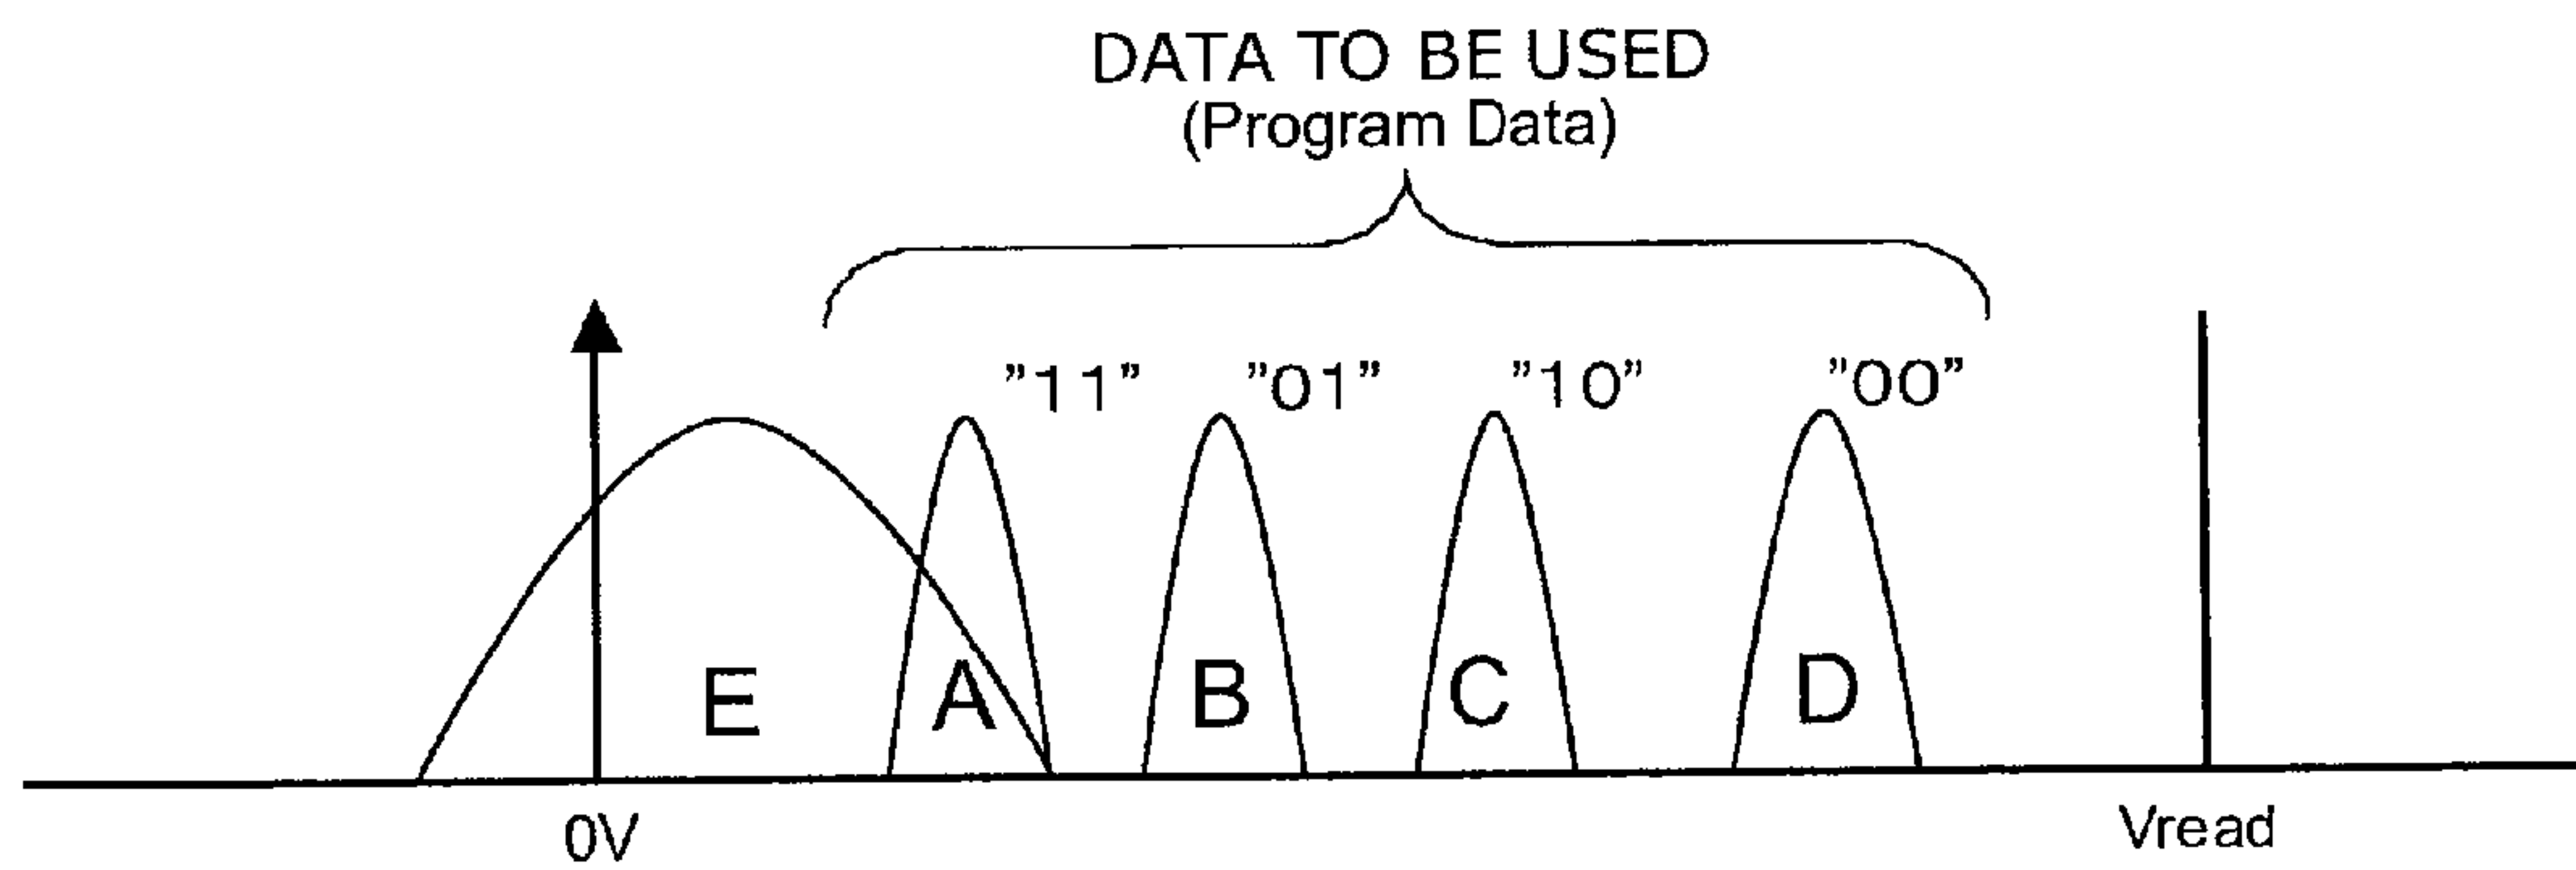 DATA TO BE USED
(Program Data)
”11” ”01” ”10” ”00”
E A B C D
0V Vread